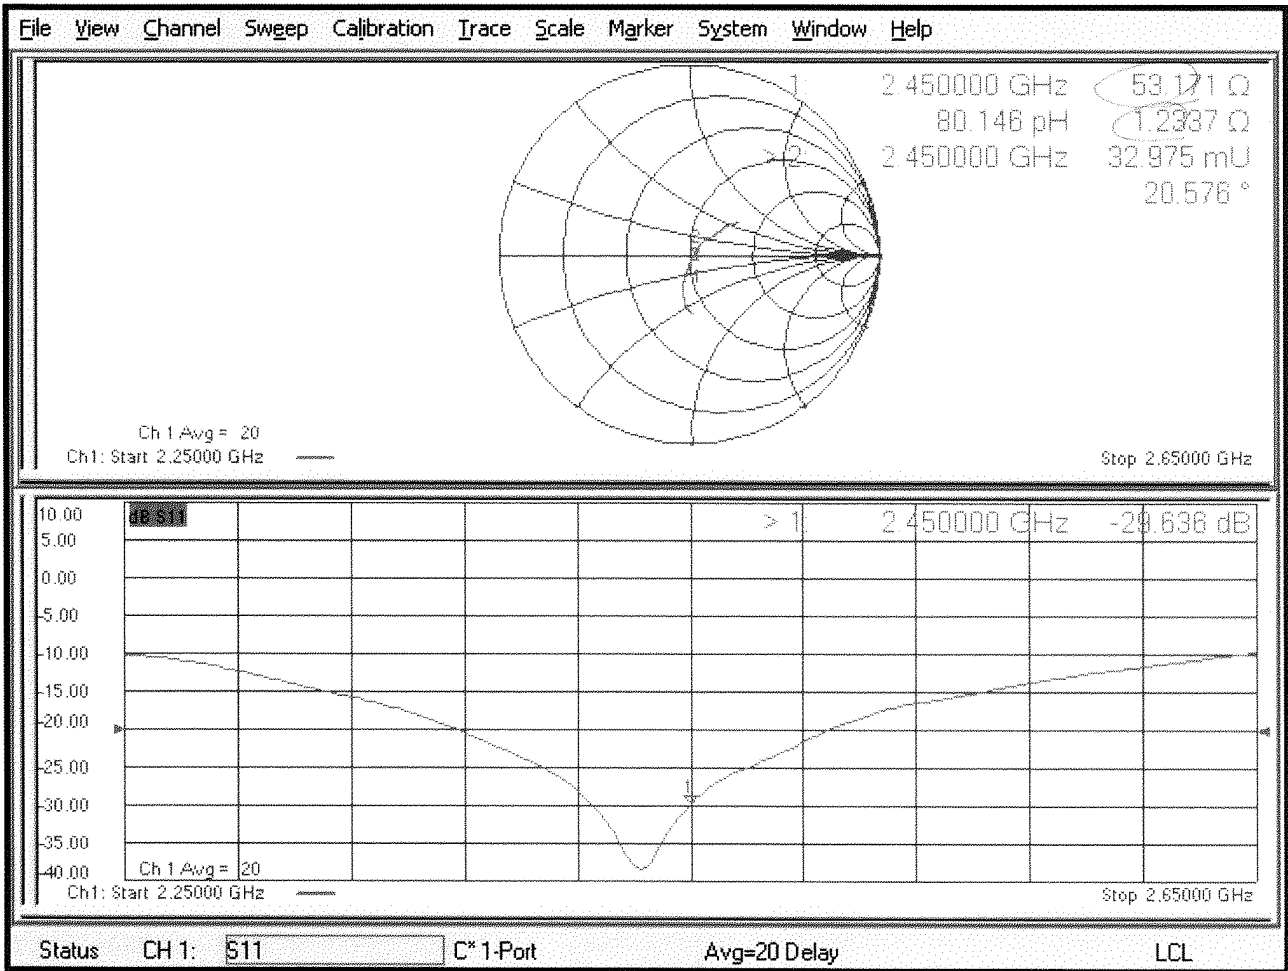 File View Channel Sweep Calibration Trace Scale Marker System Window Help
1: 2.450000 GHz 53.171 Ω
80.146 pH 1.2337 Ω
> 2: 2.450000 GHz 32.975 mU
20.576 °
Ch 1 Avg = 20
Ch1: Start 2.25000 GHz Stop 2.65000 GHz
10.00 dB S11 > 1: 2.450000 GHz -29.636 dB
5.00
0.00
-5.00
-10.00
-15.00
-20.00
-25.00
-30.00
-35.00
-40.00 Ch 1 Avg = 20
Ch1: Start 2.25000 GHz Stop 2.65000 GHz
1
Status CH 1: S11 C* 1-Port Avg=20 Delay LCL